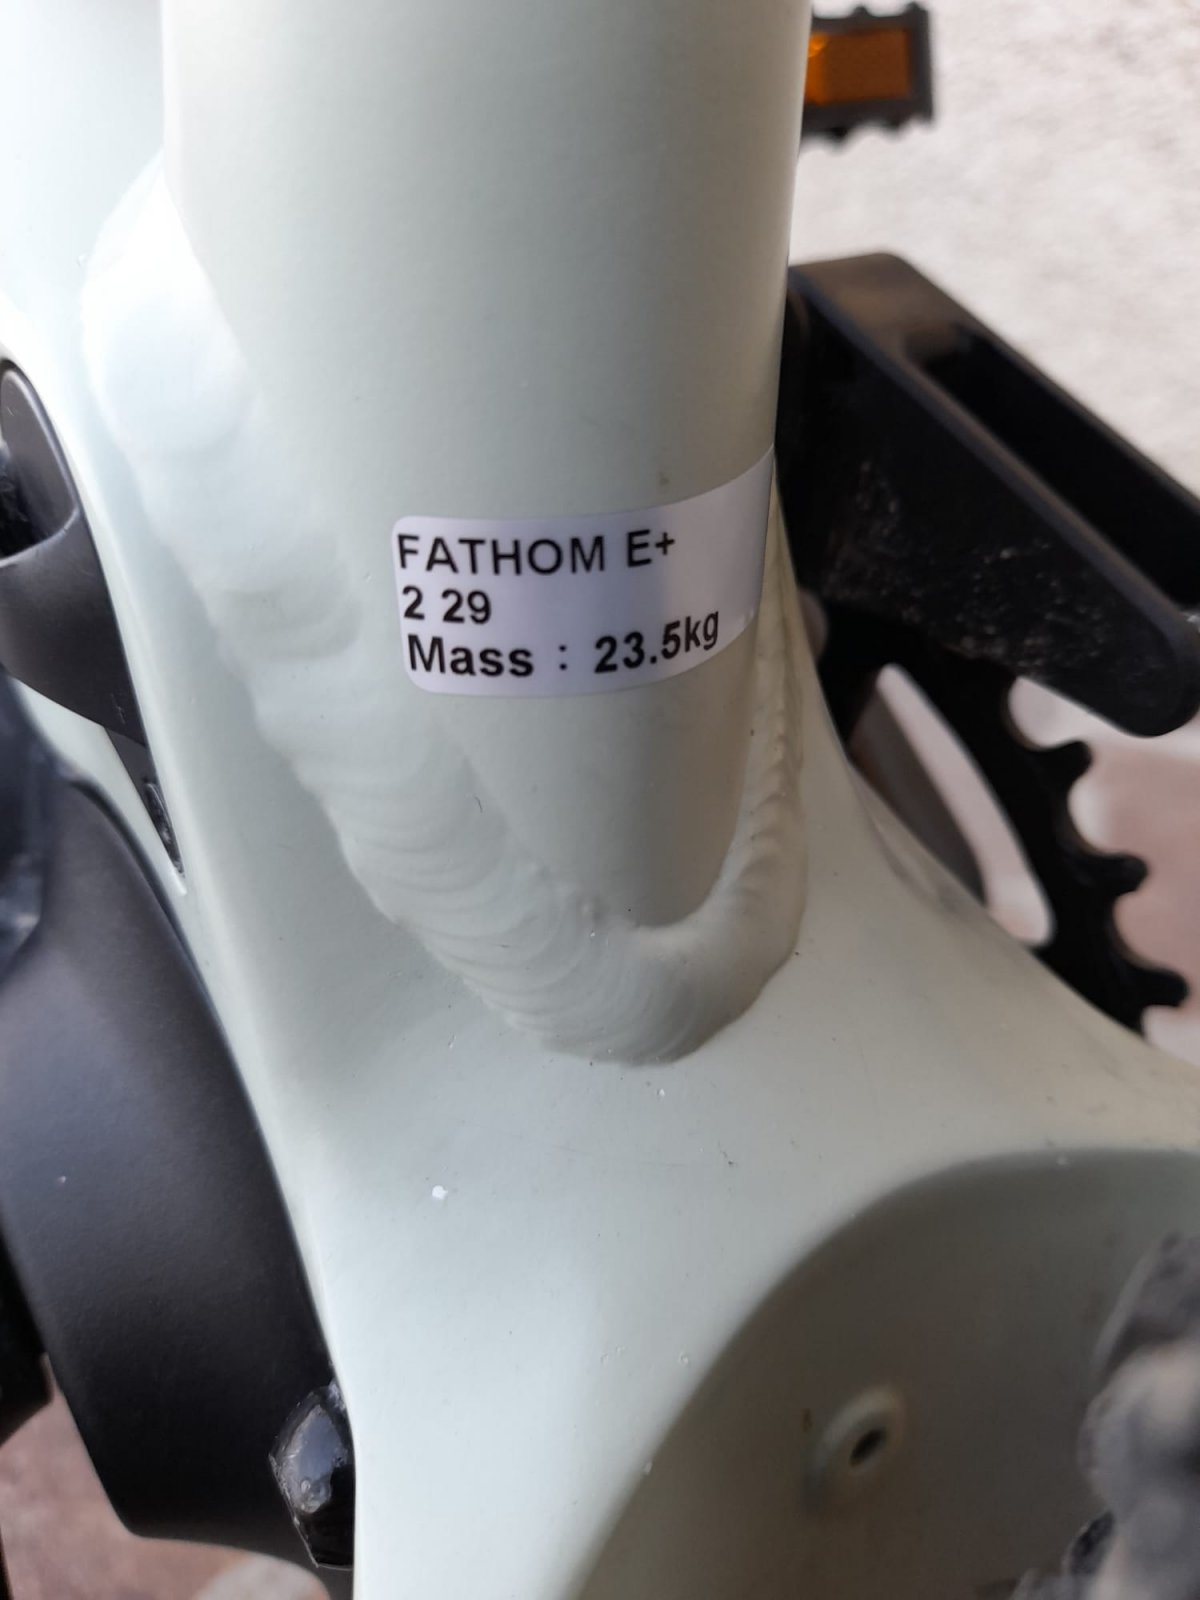 FATHOM E+
2 29
Mass : 23.5kg